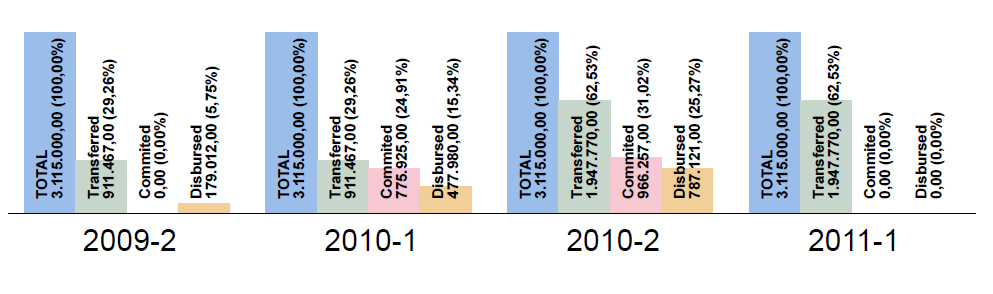 TOTAL
3.115.000,00 (100,00%)
Transferred
911.467,00 (29,26%)
Commited
0,00 (0,00%)
Disbursed
179.012,00 (5,75%)
2009-2
TOTAL
3.115.000,00 (100,00%)
Transferred
911.467,00 (29,26%)
Commited
775.925,00 (24,91%)
Disbursed
477.980,00 (15,34%)
2010-1
TOTAL
3.115.000,00 (100,00%)
Transferred
1.947.770,00 (62,53%)
Commited
966.257,00 (31,02%)
Disbursed
787.121,00 (25,27%)
2010-2
TOTAL
3.115.000,00 (100,00%)
Transferred
1.947.770,00 (62,53%)
Commited
0,00 (0,00%)
Disbursed
0,00 (0,00%)
2011-1